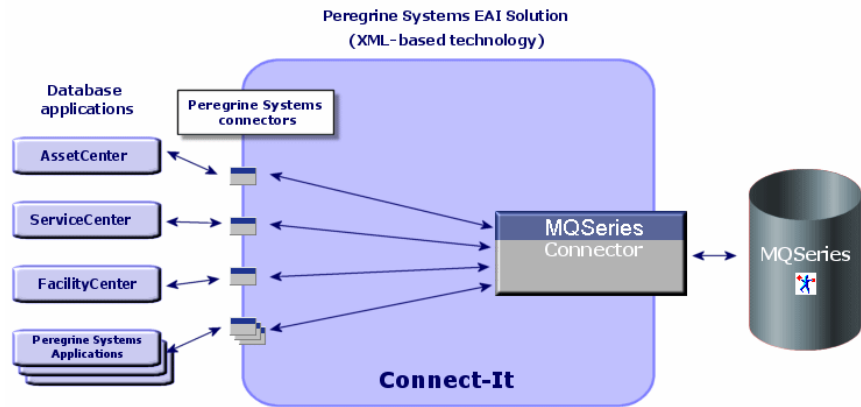 Peregrine Systems EAI Solution
(XML-based technology)
Database
applications
Peregrine Systems
connectors
AssetCenter
ServiceCenter
FacilityCenter
Peregrine Systems
Applications
MQSeries
Connector
MQSeries
Connect-It